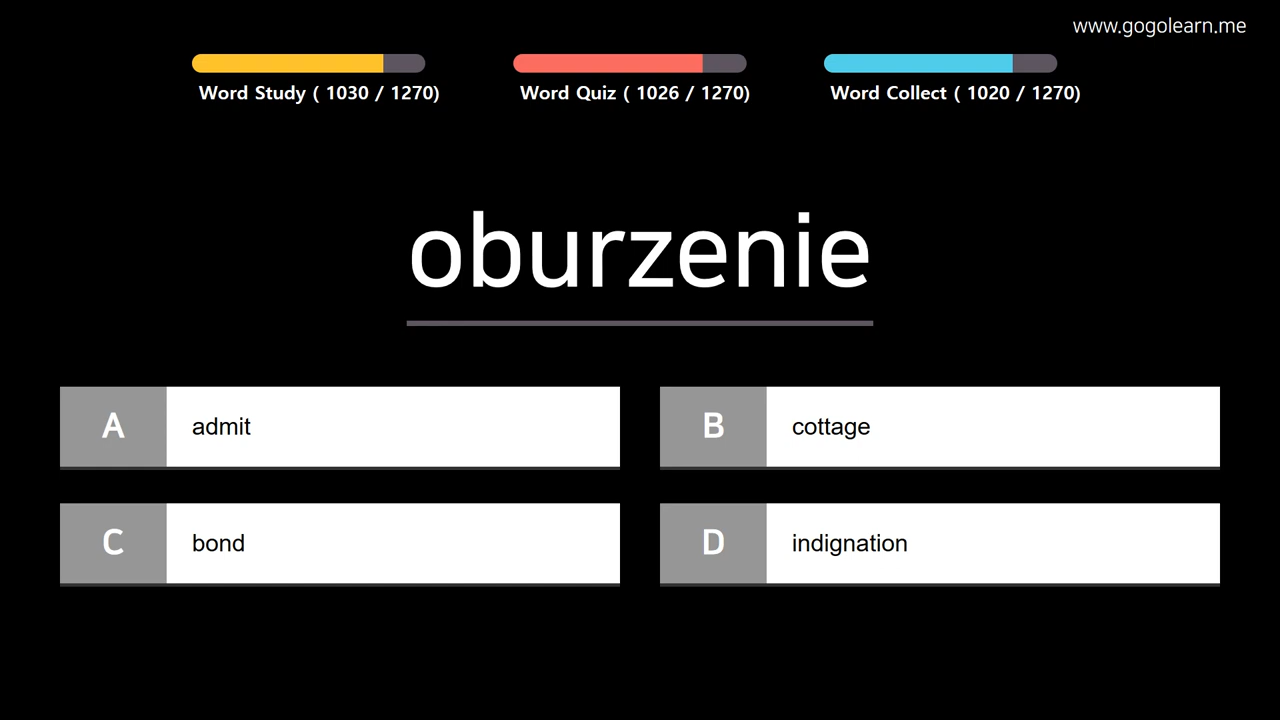 www.gogolearn.me
Word Study ( 1030 / 1270)
Word Quiz ( 1026 / 1270)
Word Collect ( 1020 / 1270)
oburzenie
A admit
B cottage
C bond
D indignation